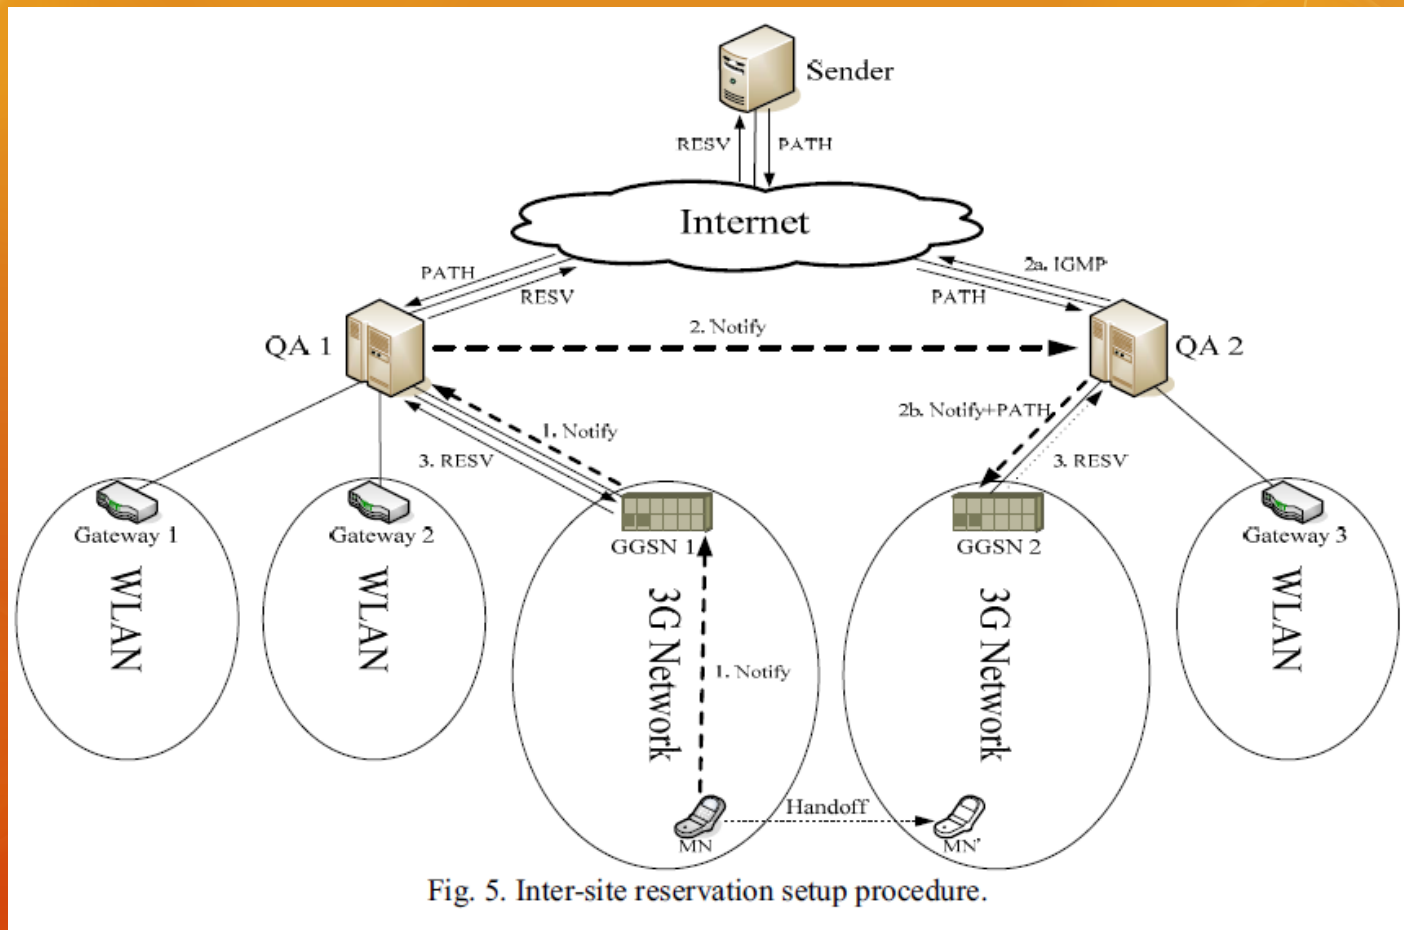 Sender
RESV
PATH
Internet
PATH
RESV
2a. IGMP
PATH
QA 1
2. Notify
QA 2
1. Notify
3. RESV
2b. Notify+PATH
3. RESV
Gateway 1
Gateway 2
GGSN 1
GGSN 2
Gateway 3
WLAN
WLAN
3G Network
3G Network
WLAN
1. Notify
Handoff
MN
MN'
Fig. 5. Inter-site reservation setup procedure.